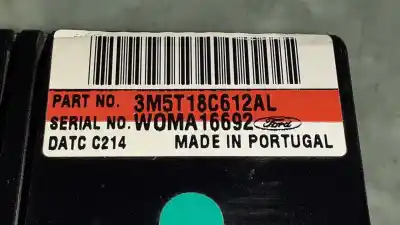 PART NO. 3M5T18C612AL
SERIAL NO. WOMA16692 Ford
DATC C214 MADE IN PORTUGAL